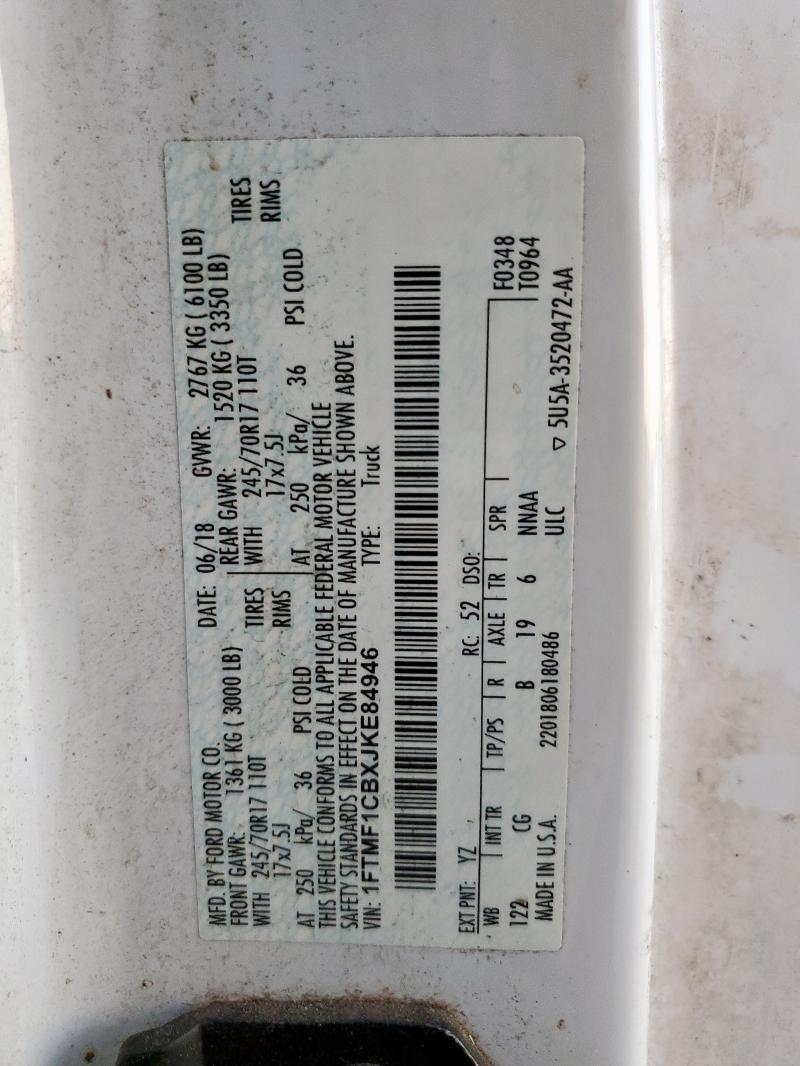 MFD. BY FORD MOTOR CO. DATE: 06/18 GVWR: 2767 KG ( 6100 LB)
FRONT GAWR: 1361 KG ( 3000 LB) REAR GAWR: 1520 KG ( 3350 LB)
WITH 245/70R17 110T TIRES WITH 245/70R17 110T TIRES
17x7.5J RIMS 17x7.5J RIMS
AT 250 kPa/ 36 PSI COLD AT 250 kPa/ 36 PSI COLD
THIS VEHICLE CONFORMS TO ALL APPLICABLE FEDERAL MOTOR VEHICLE
SAFETY STANDARDS IN EFFECT ON THE DATE OF MANUFACTURE SHOWN ABOVE.
VIN: 1FTMF1CBXJKE84946 TYPE: Truck
EXT PNT: YZ RC: 52 DSO:
WB INT TR TP/PS R AXLE TR SPR F0348
122 CG B 19 6 NNAA T0964
MADE IN U.S.A. 2201806180486 ULC
▽ 5U5A-3520472-AA